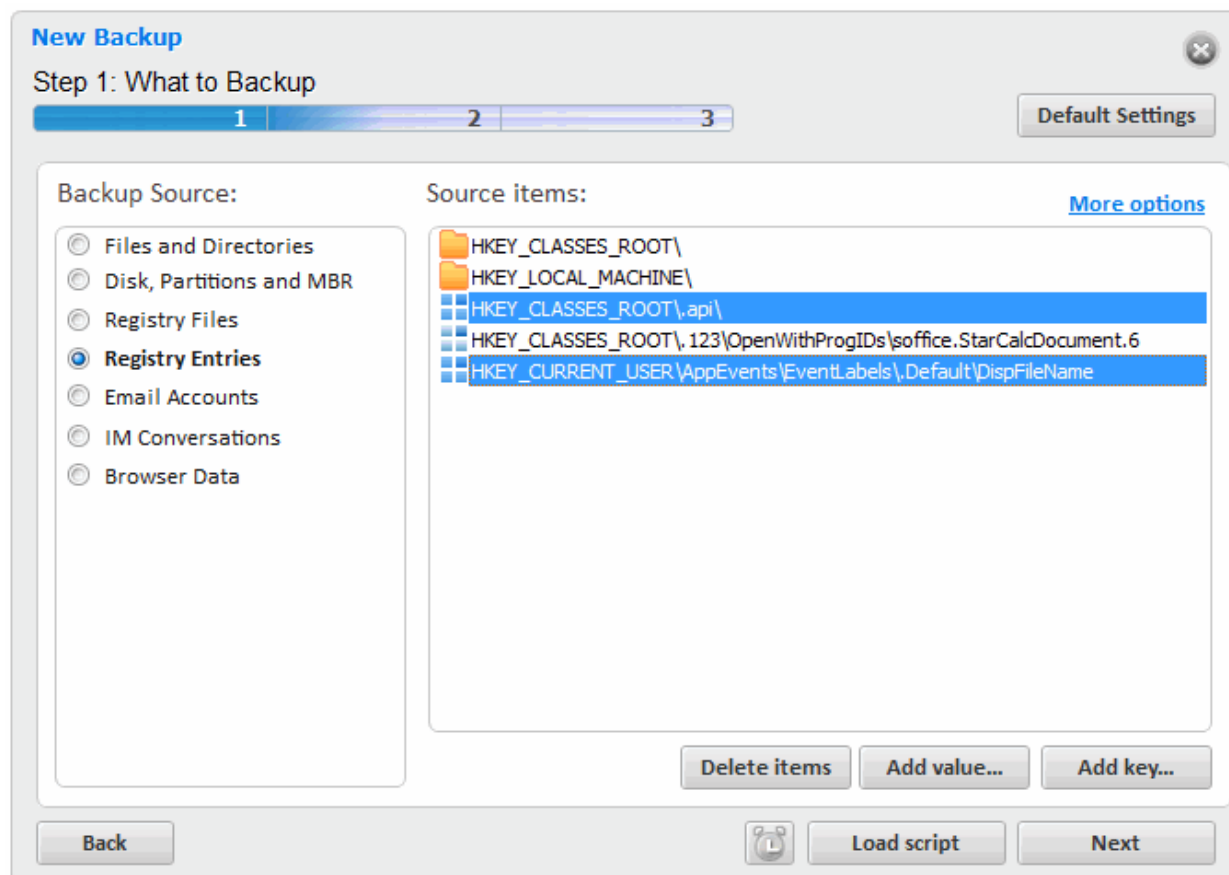 New Backup
Step 1: What to Backup
1 2 3
Default Settings
Backup Source:
Files and Directories
Disk, Partitions and MBR
Registry Files
Registry Entries
Email Accounts
IM Conversations
Browser Data
Source items:
More options
HKEY_CLASSES_ROOT\
HKEY_LOCAL_MACHINE\
HKEY_CLASSES_ROOT\.api\
HKEY_CLASSES_ROOT\.123\OpenWithProgIDs\soffice.StarCalcDocument.6
HKEY_CURRENT_USER\AppEvents\EventLabels\.Default\DispFileName
Delete items
Add value...
Add key...
Back
Load script
Next